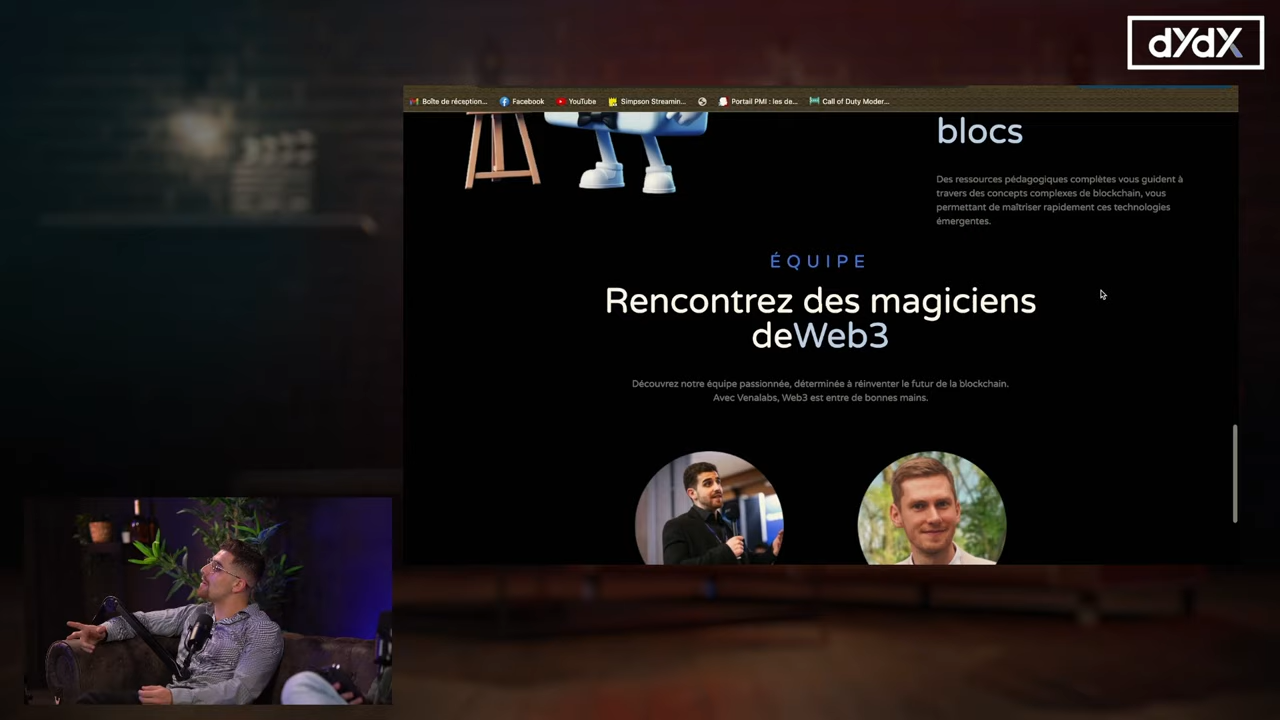 dYdX
Boîte de réception...
Facebook
YouTube
Simpson Streamin...
Portail PMI : les de...
Call of Duty Moder...
blocs
Des ressources pédagogiques complètes vous guident à
travers des concepts complexes de blockchain, vous
permettant de maîtriser rapidement ces technologies
émergentes.
ÉQUIPE
Rencontrez des magiciens
deWeb3
Découvrez notre équipe passionnée, déterminée à réinventer le futur de la blockchain.
Avec Venalabs, Web3 est entre de bonnes mains.